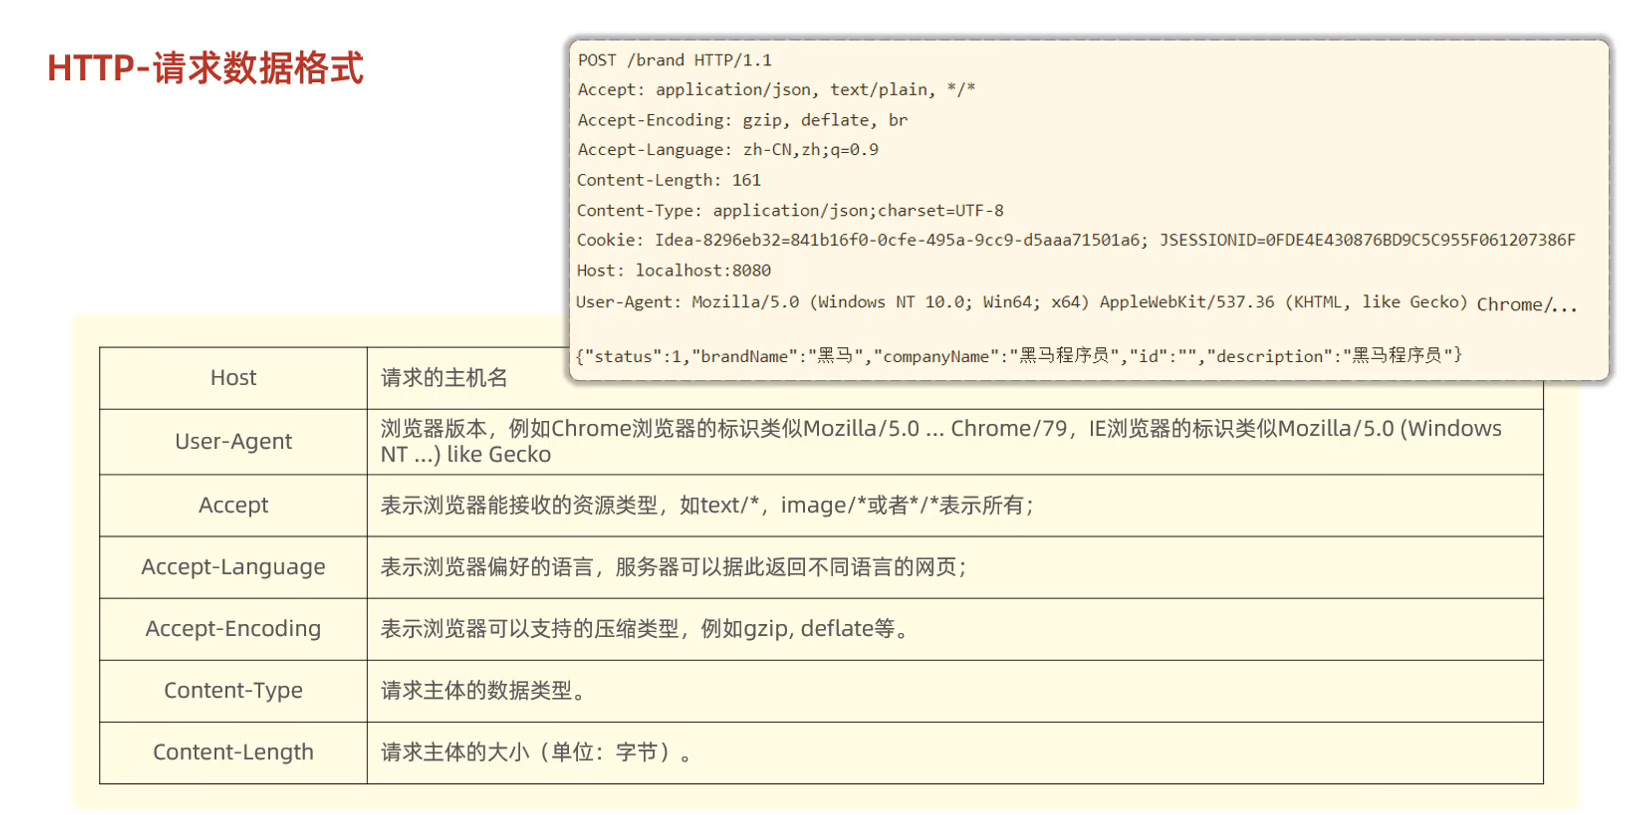 HTTP-请求数据格式
POST /brand HTTP/1.1
Accept: application/json, text/plain, */*
Accept-Encoding: gzip, deflate, br
Accept-Language: zh-CN,zh;q=0.9
Content-Length: 161
Content-Type: application/json;charset=UTF-8
Cookie: Idea-8296eb32=841b16f0-0cfe-495a-9cc9-d5aaa71501a6; JSESSIONID=0FDE4E430876BD9C5C955F061207386F
Host: localhost:8080
User-Agent: Mozilla/5.0 (Windows NT 10.0; Win64; x64) AppleWebKit/537.36 (KHTML, like Gecko) Chrome/...
{"status":1,"brandName":"黑马","companyName":"黑马程序员","id":"","description":"黑马程序员"}
Host 请求的主机名
User-Agent 浏览器版本，例如Chrome浏览器的标识类似Mozilla/5.0 ... Chrome/79，IE浏览器的标识类似Mozilla/5.0 (Windows
NT ...) like Gecko
Accept 表示浏览器能接收的资源类型，如text/*，image/*或者*/*表示所有；
Accept-Language 表示浏览器偏好的语言，服务器可以据此返回不同语言的网页；
Accept-Encoding 表示浏览器可以支持的压缩类型，例如gzip, deflate等。
Content-Type 请求主体的数据类型。
Content-Length 请求主体的大小（单位：字节）。